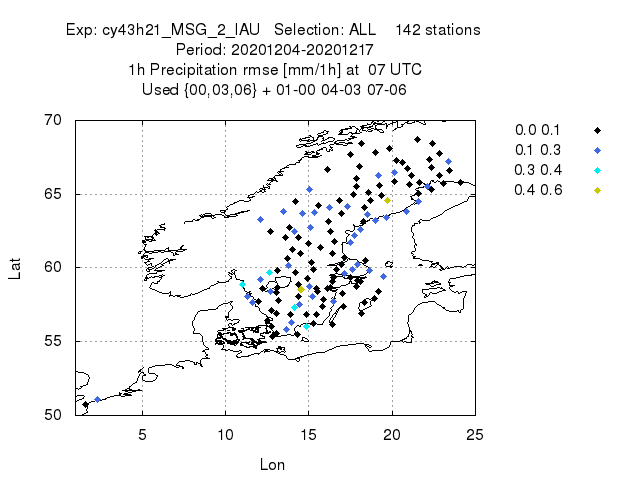 Exp: cy43h21_MSG_2_IAU Selection: ALL 142 stations
Period: 20201204-20201217
1h Precipitation rmse [mm/1h] at 07 UTC
Used {00,03,06} + 01-00 04-03 07-06
70
65
60
55
50
Lat
5 10 15 20 25
Lon
0.0 0.1
0.1 0.3
0.3 0.4
0.4 0.6